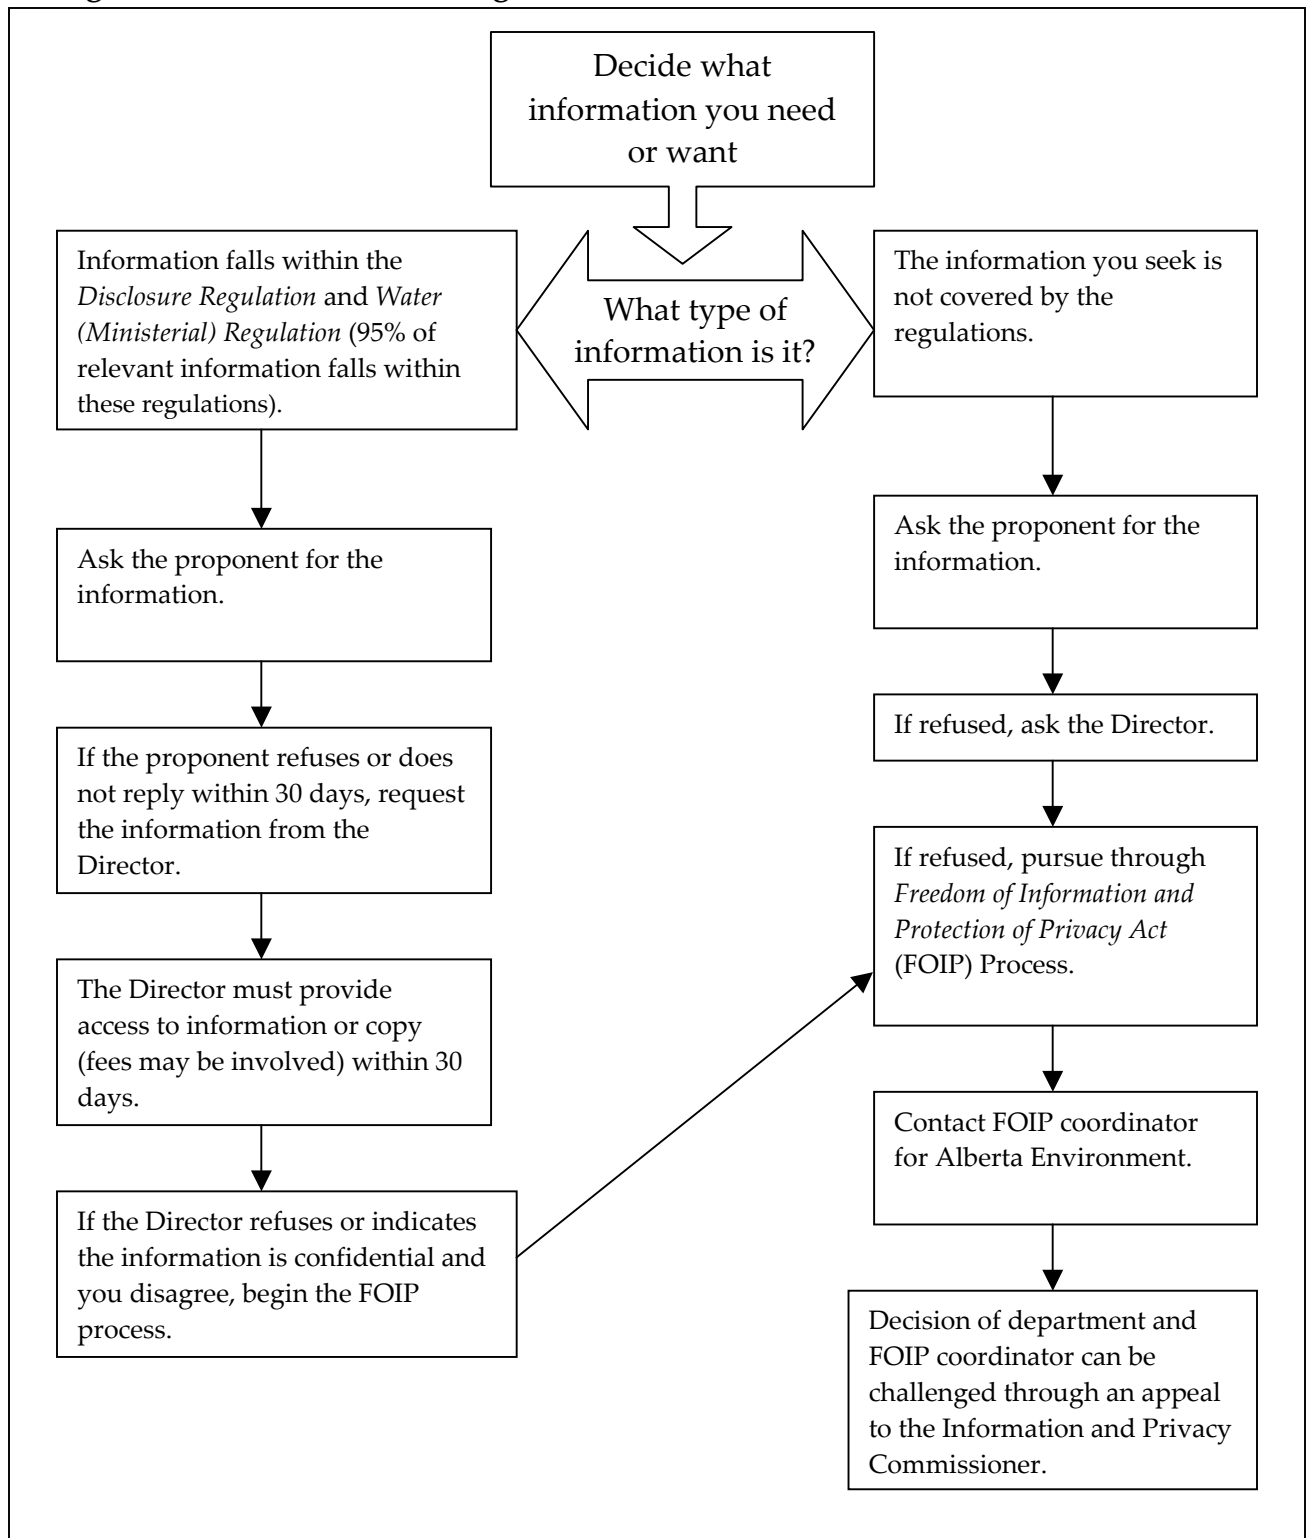 Decide what
information you need
or want
What type of
information is it?
Information falls within the
Disclosure Regulation and Water
(Ministerial) Regulation (95% of
relevant information falls within
these regulations).
Ask the proponent for the
information.
If the proponent refuses or does
not reply within 30 days, request
the information from the
Director.
The Director must provide
access to information or copy
(fees may be involved) within 30
days.
If the Director refuses or indicates
the information is confidential and
you disagree, begin the FOIP
process.
The information you seek is
not covered by the
regulations.
Ask the proponent for the
information.
If refused, ask the Director.
If refused, pursue through
Freedom of Information and
Protection of Privacy Act
(FOIP) Process.
Contact FOIP coordinator
for Alberta Environment.
Decision of department and
FOIP coordinator can be
challenged through an appeal
to the Information and Privacy
Commissioner.